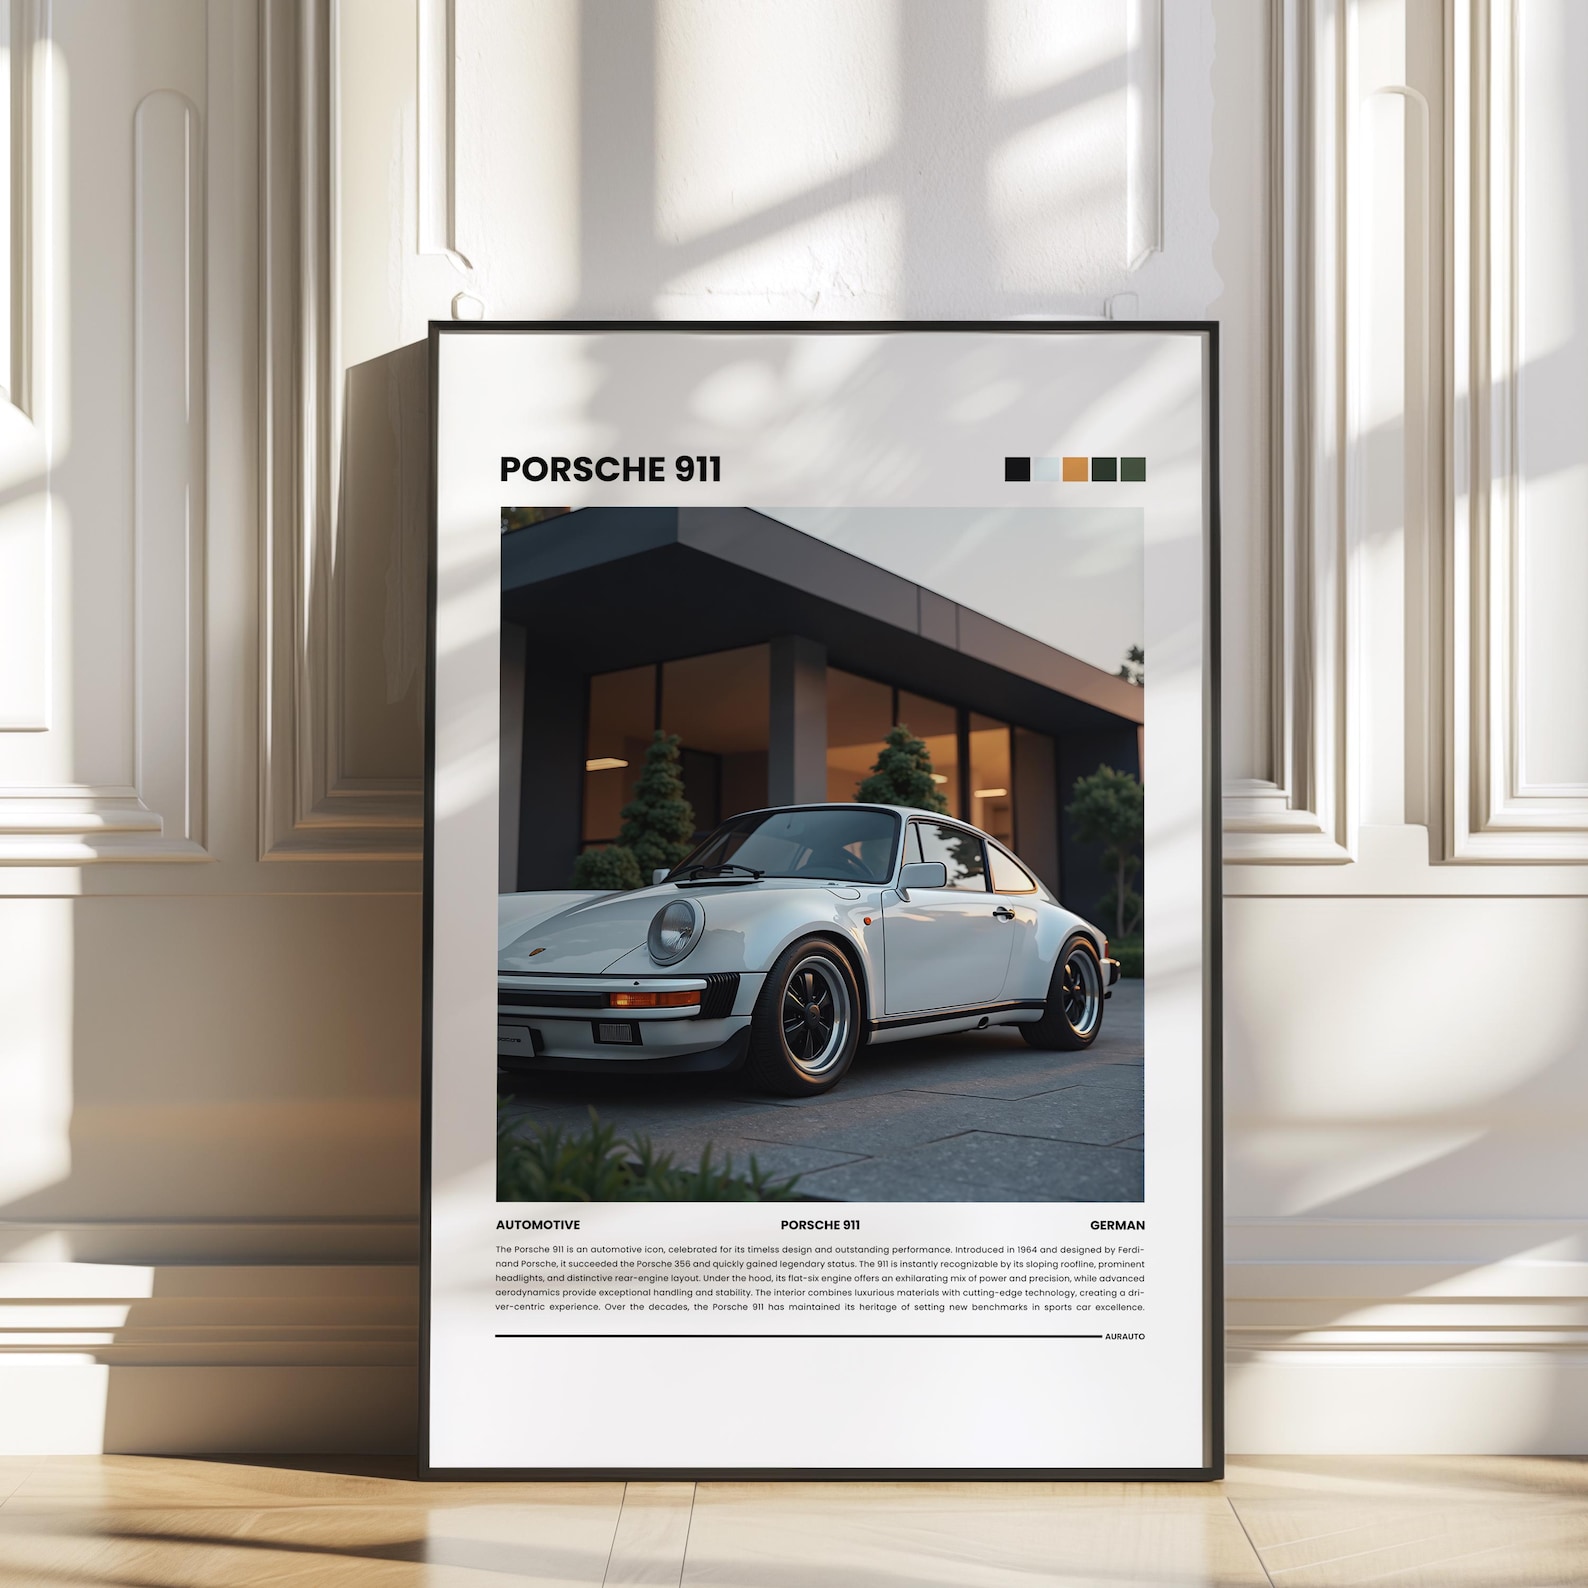 PORSCHE 911
AUTOMOTIVE PORSCHE 911 GERMAN
The Porsche 911 is an automotive icon, celebrated for its timelss design and outstanding performance. Introduced in 1964 and designed by Ferdi-
nand Porsche, it succeeded the Porsche 356 and quickly gained legendary status. The 911 is instantly recognizable by its sloping roofline, prominent
headlights, and distinctive rear-engine layout. Under the hood, its flat-six engine offers an exhilarating mix of power and precision, while advanced
aerodynamics provide exceptional handling and stability. The interior combines luxurious materials with cutting-edge technology, creating a dri-
ver-centric experience. Over the decades, the Porsche 911 has maintained its heritage of setting new benchmarks in sports car excellence.
AURAUTO